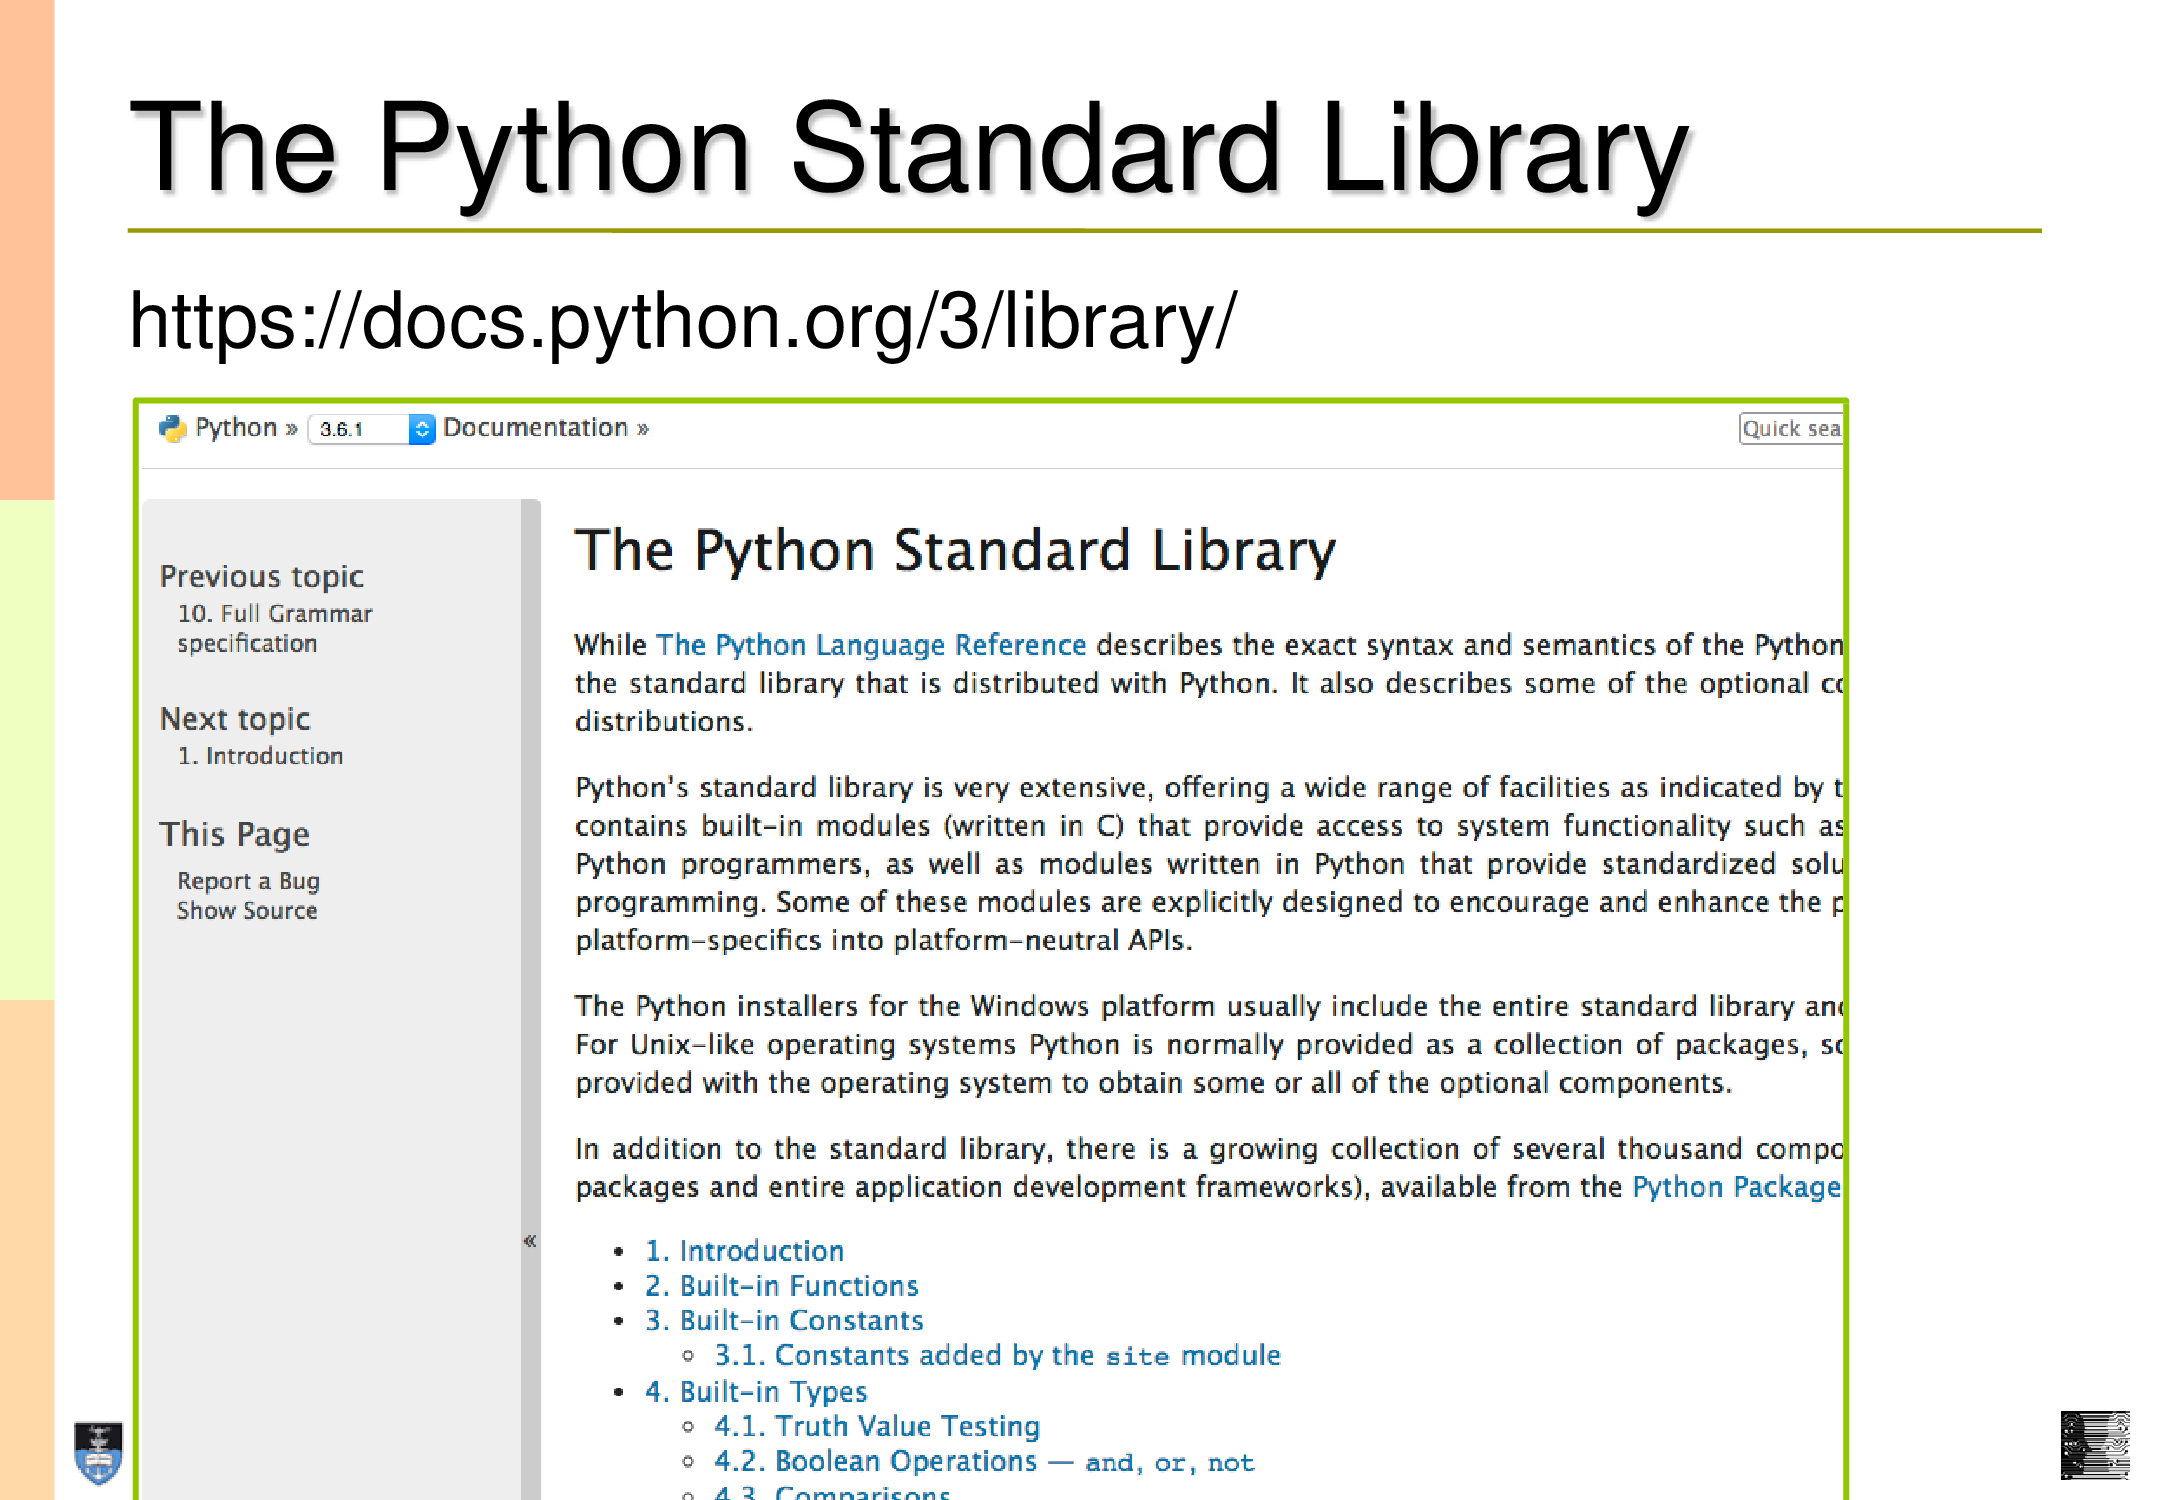 The Python Standard Library
https://docs.python.org/3/library/
Python » 3.6.1 Documentation »
Quick sea
Previous topic
10. Full Grammar
specification
Next topic
1. Introduction
This Page
Report a Bug
Show Source
«
The Python Standard Library
While The Python Language Reference describes the exact syntax and semantics of the Python
the standard library that is distributed with Python. It also describes some of the optional
distributions.
Python's standard library is very extensive, offering a wide range of facilities as indicated by
contains built-in modules (written in C) that provide access to system functionality such as
Python programmers, as well as modules written in Python that provide standardized solu
programming. Some of these modules are explicitly designed to encourage and enhance the
platform-specifics into platform-neutral APIs.
The Python installers for the Windows platform usually include the entire standard library
For Unix-like operating systems Python is normally provided as a collection of packages,
provided with the operating system to obtain some or all of the optional components.
In addition to the standard library, there is a growing collection of several thousand compo
packages and entire application development frameworks), available from the Python Package
• 1. Introduction
• 2. Built-in Functions
• 3. Built-in Constants
◦ 3.1. Constants added by the site module
• 4. Built-in Types
◦ 4.1. Truth Value Testing
◦ 4.2. Boolean Operations — and, or, not
◦ 4.3. Comparisons